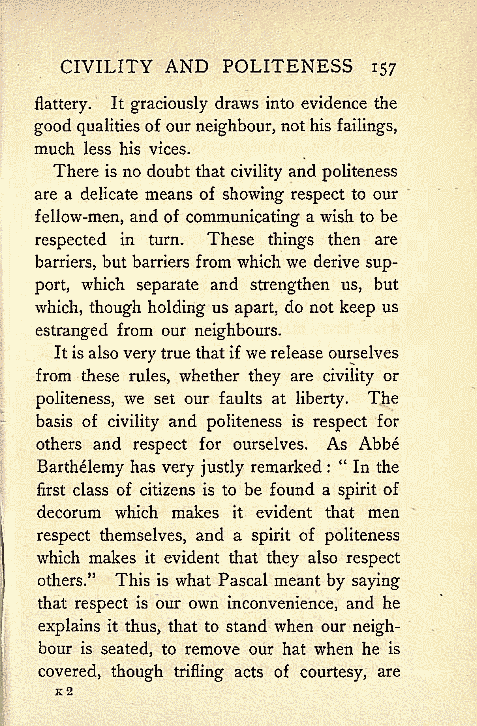 CIVILITY AND POLITENESS 157
flattery. It graciously draws into evidence the
good qualities of our neighbour, not his failings,
much less his vices.
There is no doubt that civility and politeness
are a delicate means of showing respect to our
fellow-men, and of communicating a wish to be
respected in turn. These things then are
barriers, but barriers from which we derive sup-
port, which separate and strengthen us, but
which, though holding us apart, do not keep us
estranged from our neighbours.
It is also very true that if we release ourselves
from these rules, whether they are civility or
politeness, we set our faults at liberty. The
basis of civility and politeness is respect for
others and respect for ourselves. As Abbé
Barthélemy has very justly remarked : “ In the
first class of citizens is to be found a spirit of
decorum which makes it evident that men
respect themselves, and a spirit of politeness
which makes it evident that they also respect
others.” This is what Pascal meant by saying
that respect is our own inconvenience, and he
explains it thus, that to stand when our neigh-
bour is seated, to remove our hat when he is
covered, though trifling acts of courtesy, are
K 2